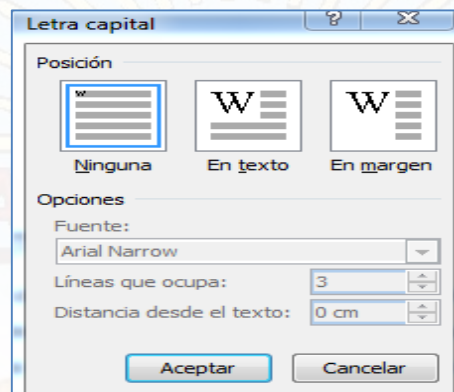 Letra capital
Posición
Ninguna En texto En margen
Opciones
Fuente:
Arial Narrow
Líneas que ocupa: 3
Distancia desde el texto: 0 cm
Aceptar Cancelar